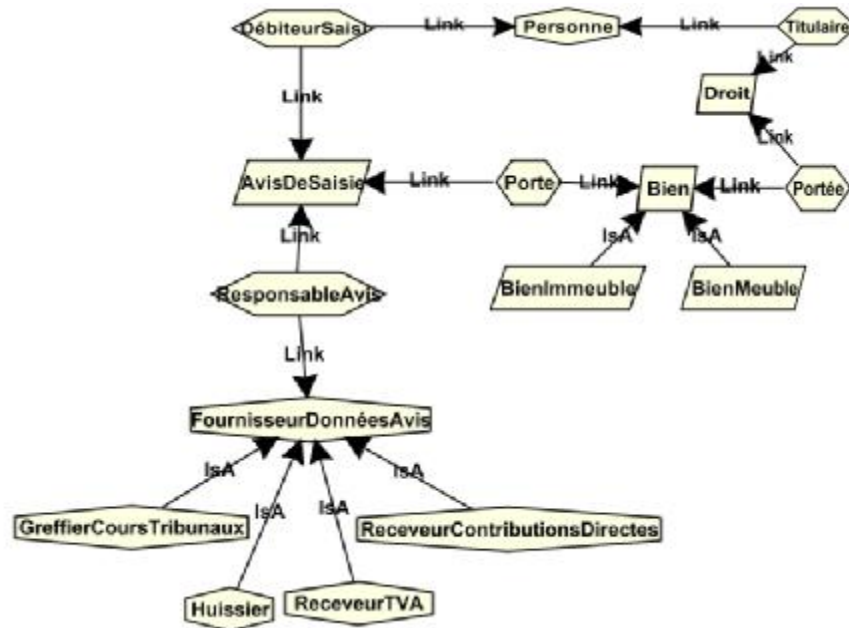 DébiteurSaisi
Link
Personne
Link
Titulaire
Link
Droit
Link
Link
AvisDeSaisie
Link
Porte
Link
Bien
Link
Portée
Link
IsA
IsA
BienImmeuble
BienMeuble
ResponsableAvis
Link
FournisseurDonnéesAvis
IsA
IsA
IsA
IsA
GreffierCoursTribunaux
ReceveurContributionsDirectes
Huissier
ReceveurTVA